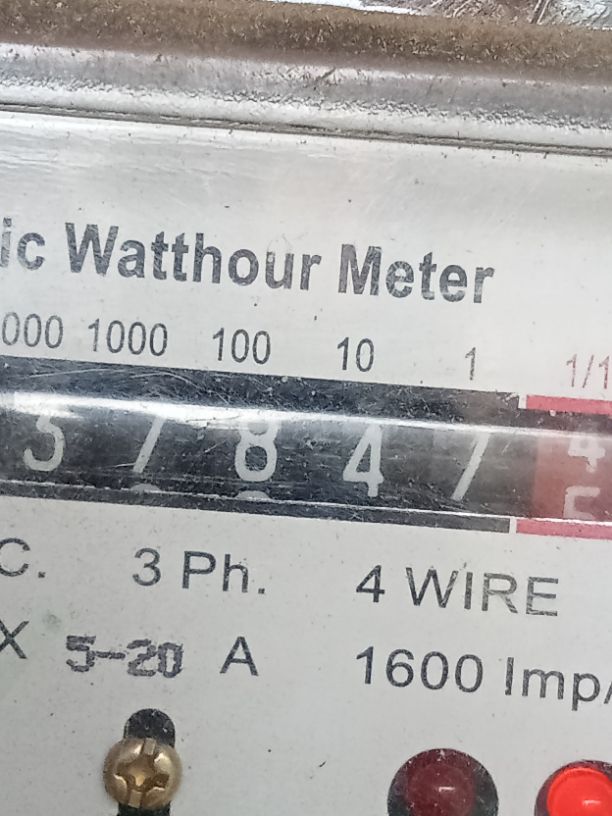 ic Watthour Meter
000 1000 100 10 1 1/1
5 7 8 4 7 4
C. 3 Ph. 4 WIRE
X 5-20 A 1600 Imp/